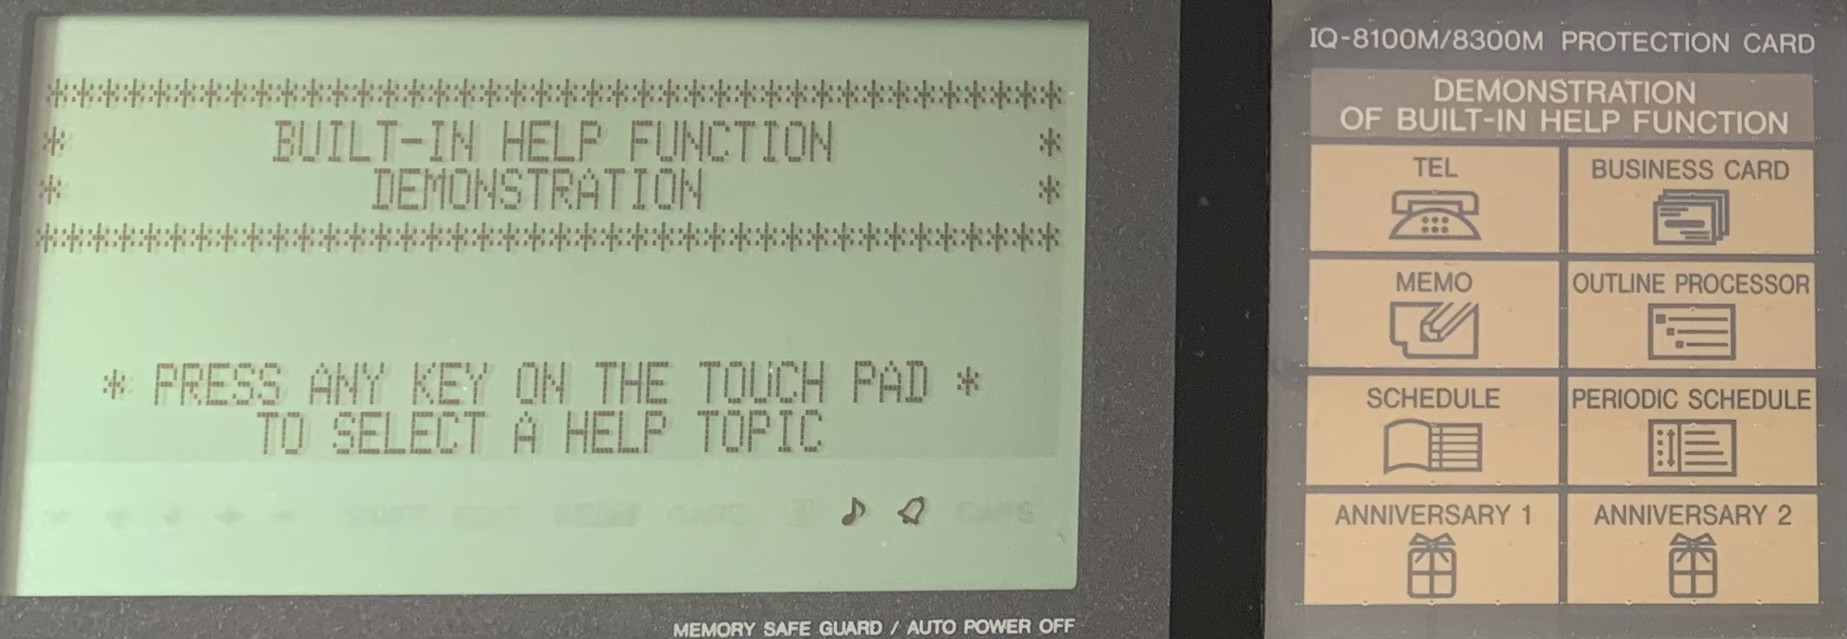 ****************************************
* BUILT-IN HELP FUNCTION *
* DEMONSTRATION *
****************************************
* PRESS ANY KEY ON THE TOUCH PAD *
TO SELECT A HELP TOPIC
CAPS
MEMORY SAFE GUARD / AUTO POWER OFF
IQ-8100M/8300M PROTECTION CARD
DEMONSTRATION
OF BUILT-IN HELP FUNCTION
TEL
BUSINESS CARD
MEMO
OUTLINE PROCESSOR
SCHEDULE
PERIODIC SCHEDULE
ANNIVERSARY 1
ANNIVERSARY 2